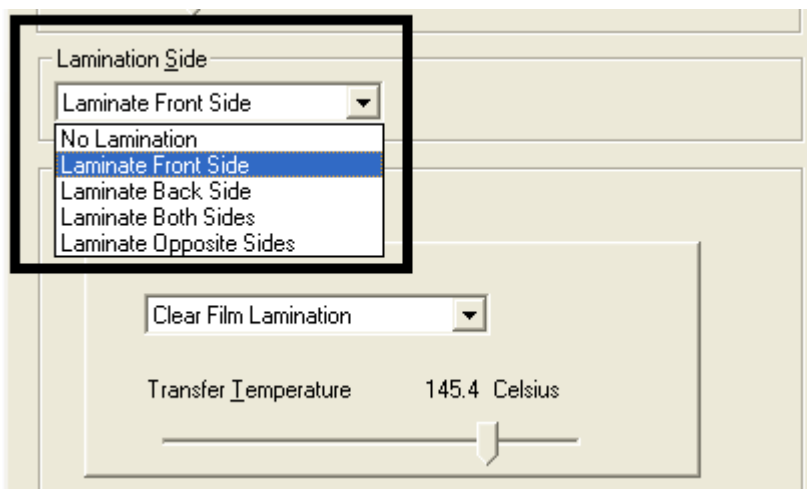 Lamination Side
Laminate Front Side
No Lamination
Laminate Front Side
Laminate Back Side
Laminate Both Sides
Laminate Opposite Sides
Clear Film Lamination
Transfer Temperature 145.4 Celsius